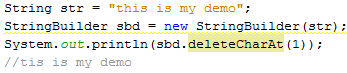 String str = "this is my demo";
StringBuilder sbd = new StringBuilder(str);
System.out.println(sbd.deleteCharAt(1));
//tis is my demo